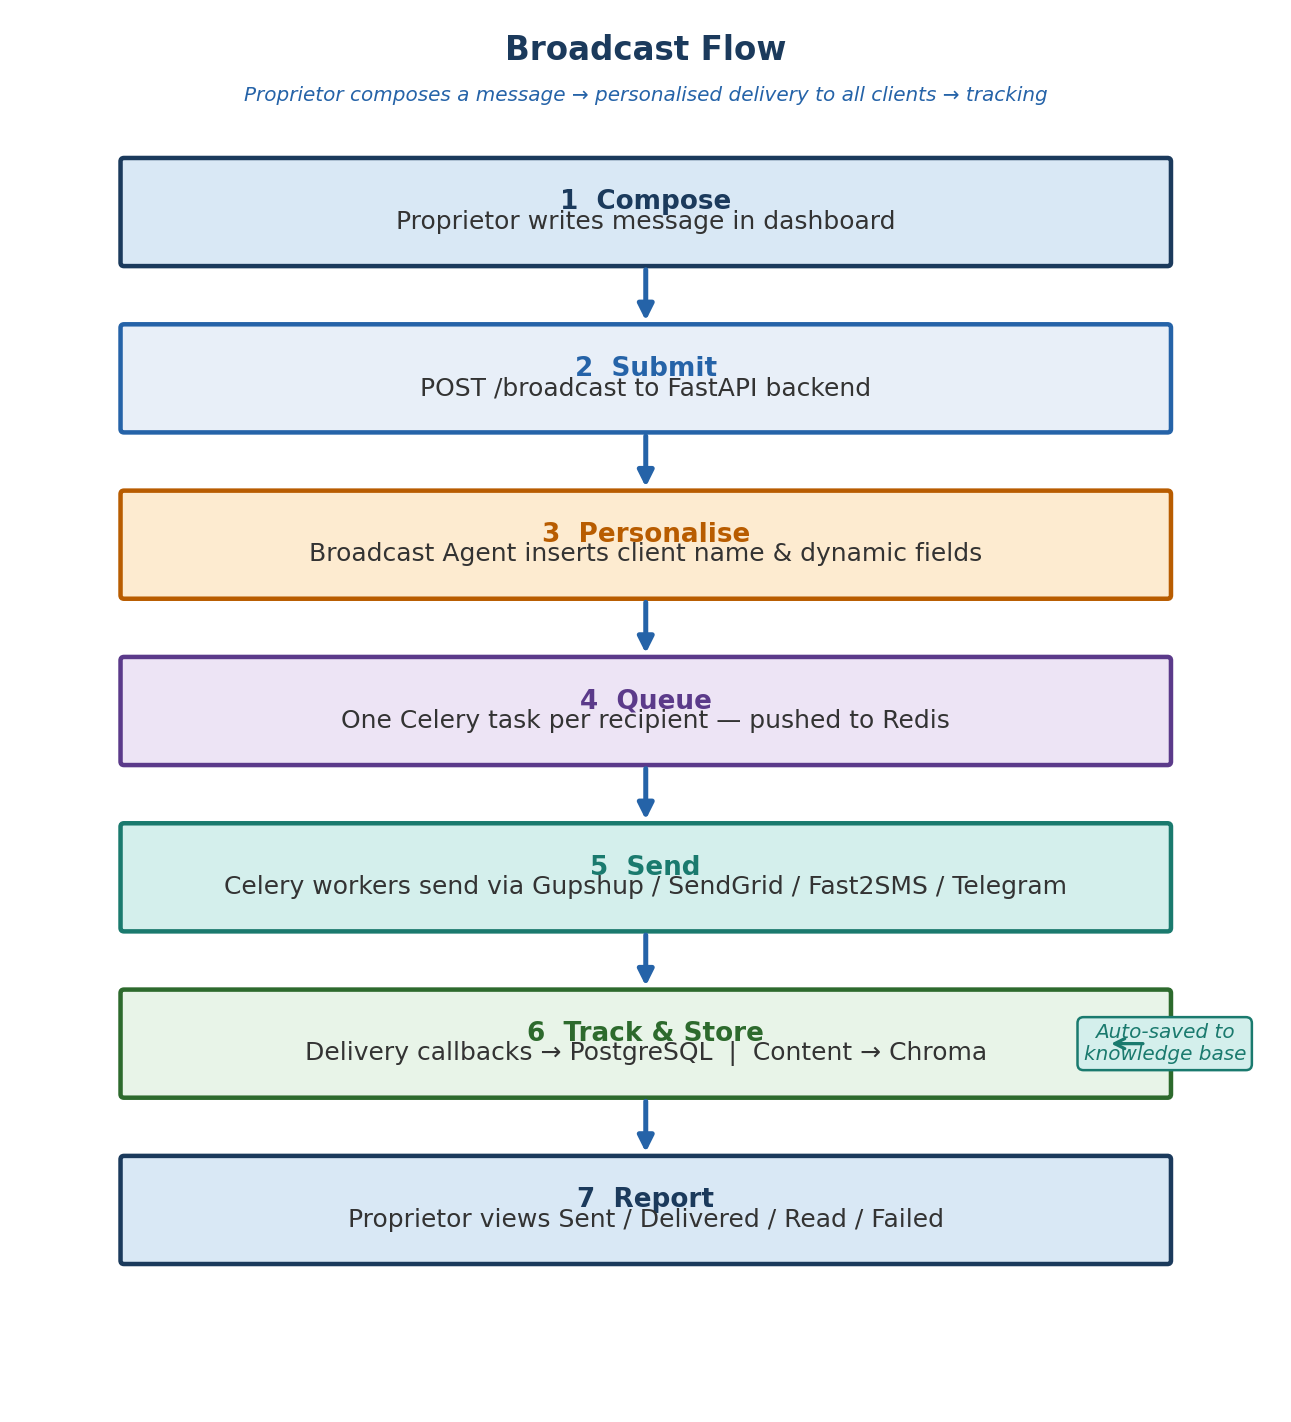 Broadcast Flow
Proprietor composes a message → personalised delivery to all clients → tracking
1  Compose
Proprietor writes message in dashboard
2  Submit
POST /broadcast to FastAPI backend
3  Personalise
Broadcast Agent inserts client name & dynamic fields
4  Queue
One Celery task per recipient — pushed to Redis
5  Send
Celery workers send via Gupshup / SendGrid / Fast2SMS / Telegram
6  Track & Store
Delivery callbacks → PostgreSQL  |  Content → Chroma
Auto-saved to
knowledge base
7  Report
Proprietor views Sent / Delivered / Read / Failed